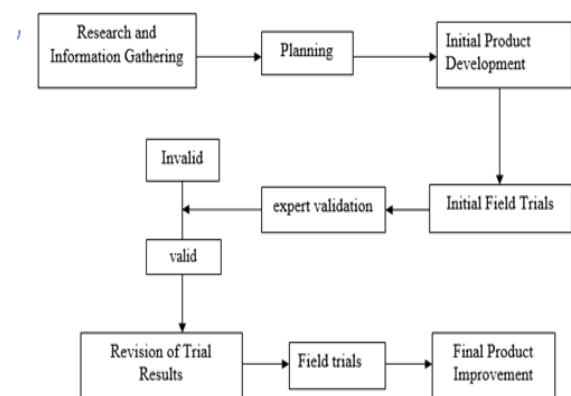 Research and
Information Gathering
Planning
Initial Product
Development
Invalid
expert validation
Initial Field Trials
valid
Revision of Trial
Results
Field trials
Final Product
Improvement